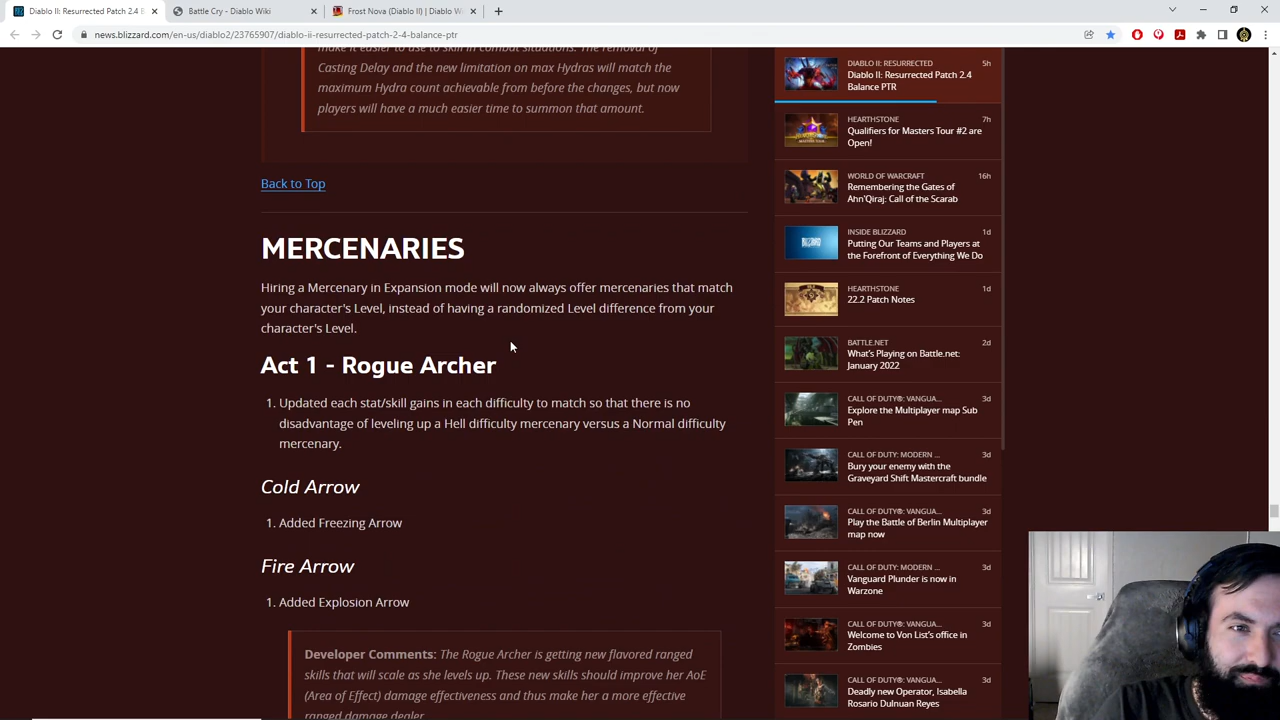 Diablo II: Resurrected Patch 2.4 B
Battle Cry - Diablo Wiki
Frost Nova (Diablo II) | Diablo W
news.blizzard.com/en-us/diablo2/23765907/diablo-ii-resurrected-patch-2-4-balance-ptr
make it easier to use to skill in combat situations. The removal of
Casting Delay and the new limitation on max Hydras will match the
maximum Hydra count achievable from before the changes, but now
players will have a much easier time to summon that amount.
Back to Top
MERCENARIES
Hiring a Mercenary in Expansion mode will now always offer mercenaries that match
your character's Level, instead of having a randomized Level difference from your
character's Level.
Act 1 - Rogue Archer
1. Updated each stat/skill gains in each difficulty to match so that there is no
disadvantage of leveling up a Hell difficulty mercenary versus a Normal difficulty
mercenary.
Cold Arrow
1. Added Freezing Arrow
Fire Arrow
1. Added Explosion Arrow
Developer Comments: The Rogue Archer is getting new flavored ranged
skills that will scale as she levels up. These new skills should improve her AoE
(Area of Effect) damage effectiveness and thus make her a more effective
ranged damage dealer.
DIABLO II: RESURRECTED 5h
Diablo II: Resurrected Patch 2.4
Balance PTR
HEARTHSTONE 7h
Qualifiers for Masters Tour #2 are
Open!
WORLD OF WARCRAFT 16h
Remembering the Gates of
Ahn'Qiraj: Call of the Scarab
INSIDE BLIZZARD 1d
Putting Our Teams and Players at
the Forefront of Everything We Do
HEARTHSTONE 1d
22.2 Patch Notes
BATTLE.NET 2d
What's Playing on Battle.net:
January 2022
CALL OF DUTY®: VANGUA... 3d
Explore the Multiplayer map Sub
Pen
CALL OF DUTY: MODERN ... 3d
Bury your enemy with the
Graveyard Shift Mastercraft bundle
CALL OF DUTY®: VANGUA... 3d
Play the Battle of Berlin Multiplayer
map now
CALL OF DUTY: MODERN ... 3d
Vanguard Plunder is now in
Warzone
CALL OF DUTY®: VANGUA... 3d
Welcome to Von List's office in
Zombies
CALL OF DUTY®: VANGUA... 3d
Deadly new Operator, Isabella
Rosario Dulnuan Reyes